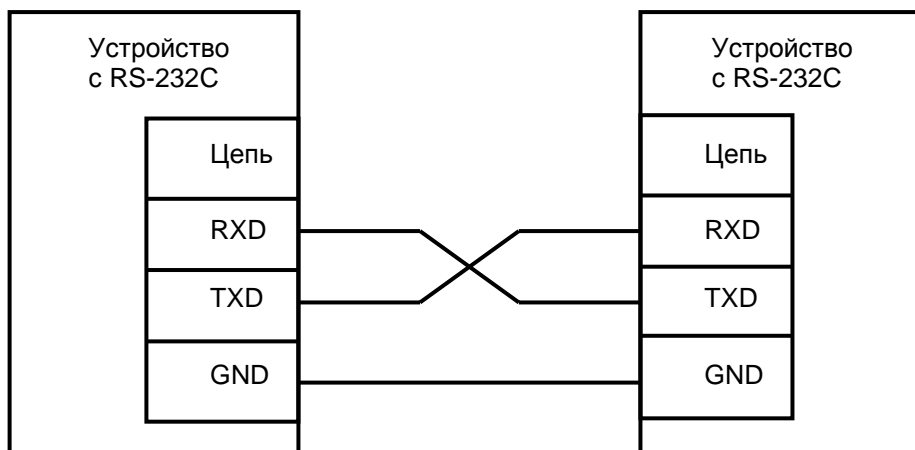 Устройство
с RS-232C
Цепь
RXD
TXD
GND
Устройство
с RS-232C
Цепь
RXD
TXD
GND